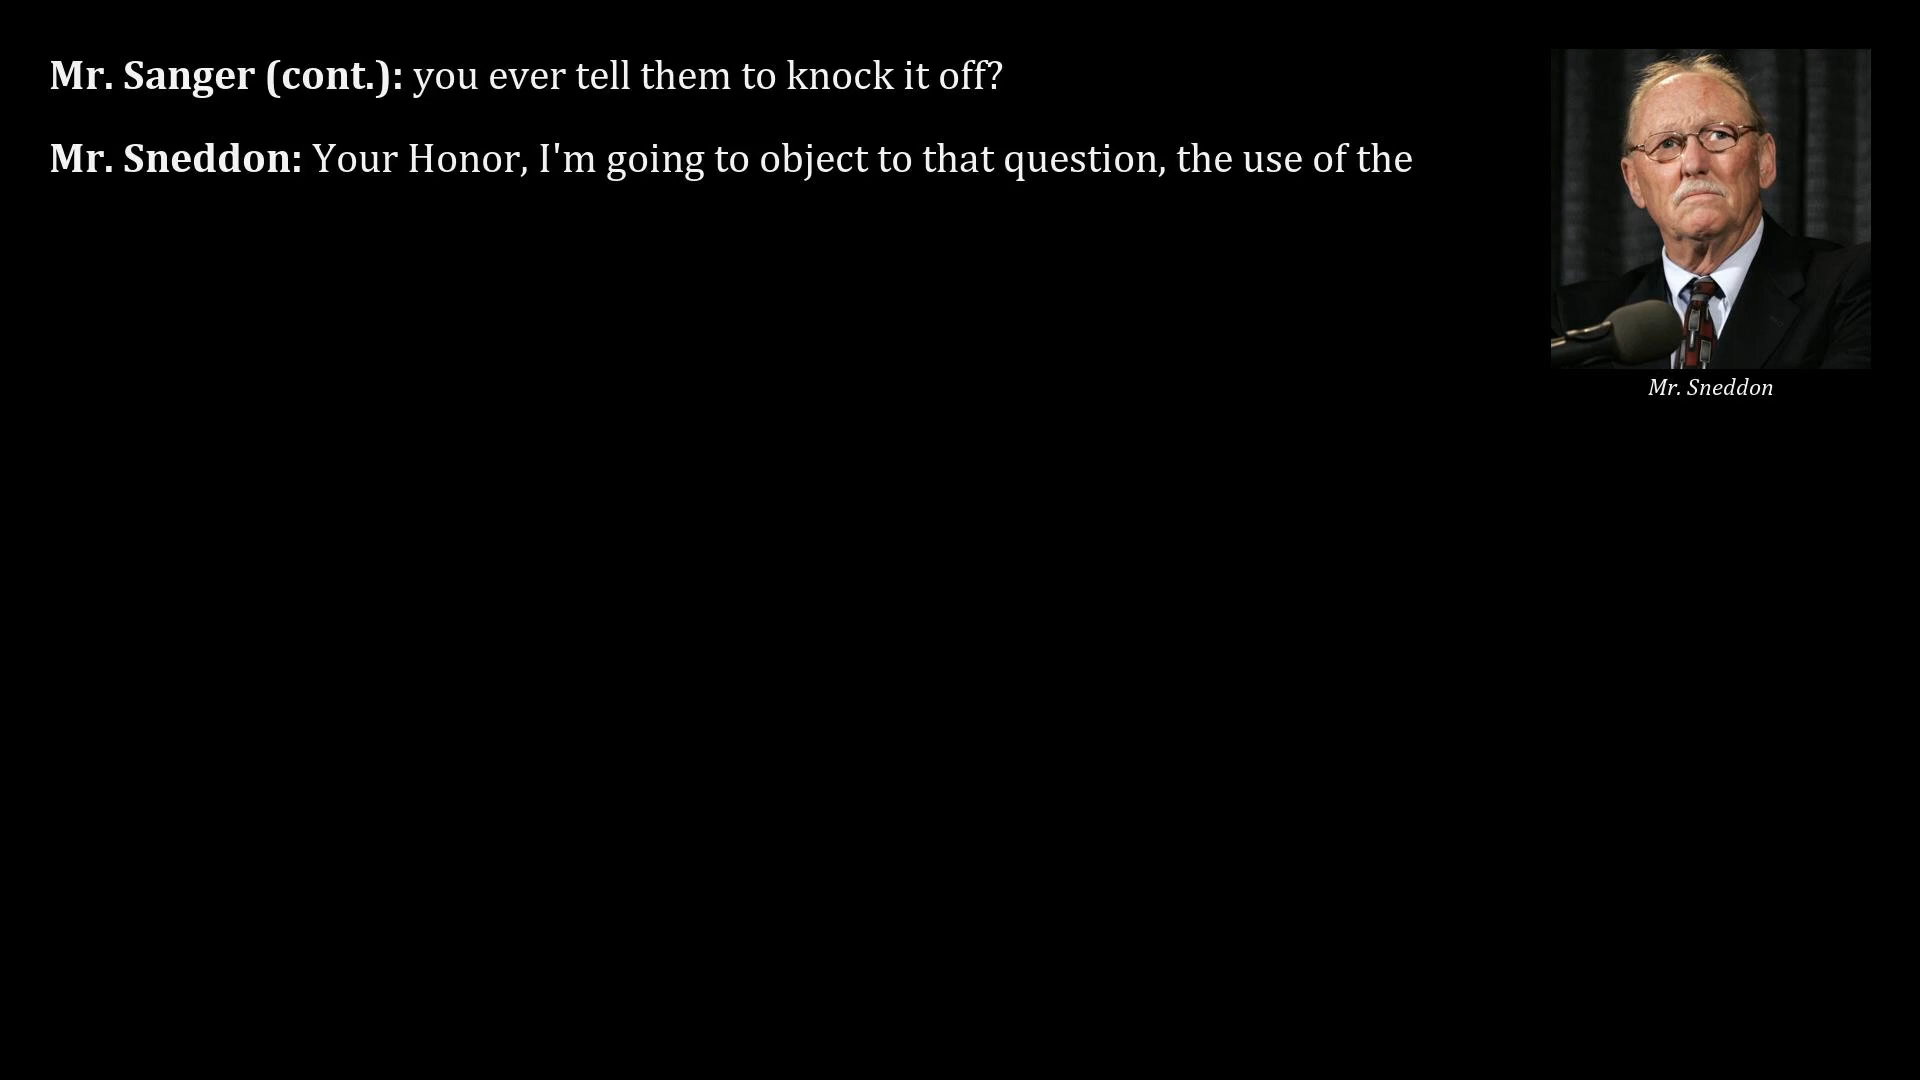 Mr. Sanger (cont.): you ever tell them to knock it off?
Mr. Sneddon: Your Honor, I'm going to object to that question, the use of the
Mr. Sneddon